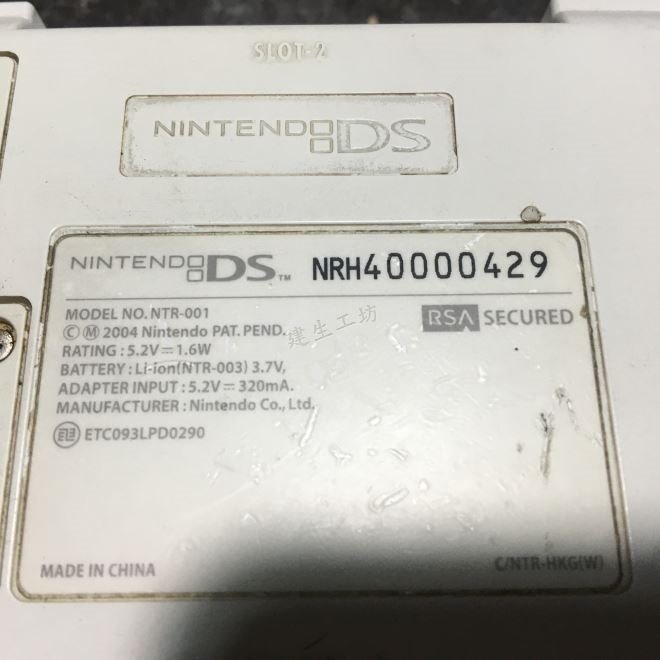 SLOT-2
NINTENDO DS
NINTENDO DS™ NRH40000429
MODEL NO. NTR-001
Ⓒ Ⓜ 2004 Nintendo PAT. PEND.
RSA SECURED
RATING : 5.2V⎓1.6W
BATTERY : Li-ion(NTR-003) 3.7V,
ADAPTER INPUT : 5.2V⎓320mA.
MANUFACTURER : Nintendo Co., Ltd.
ETC093LPD0290
建生工坊
MADE IN CHINA
C/NTR-HKG(W)